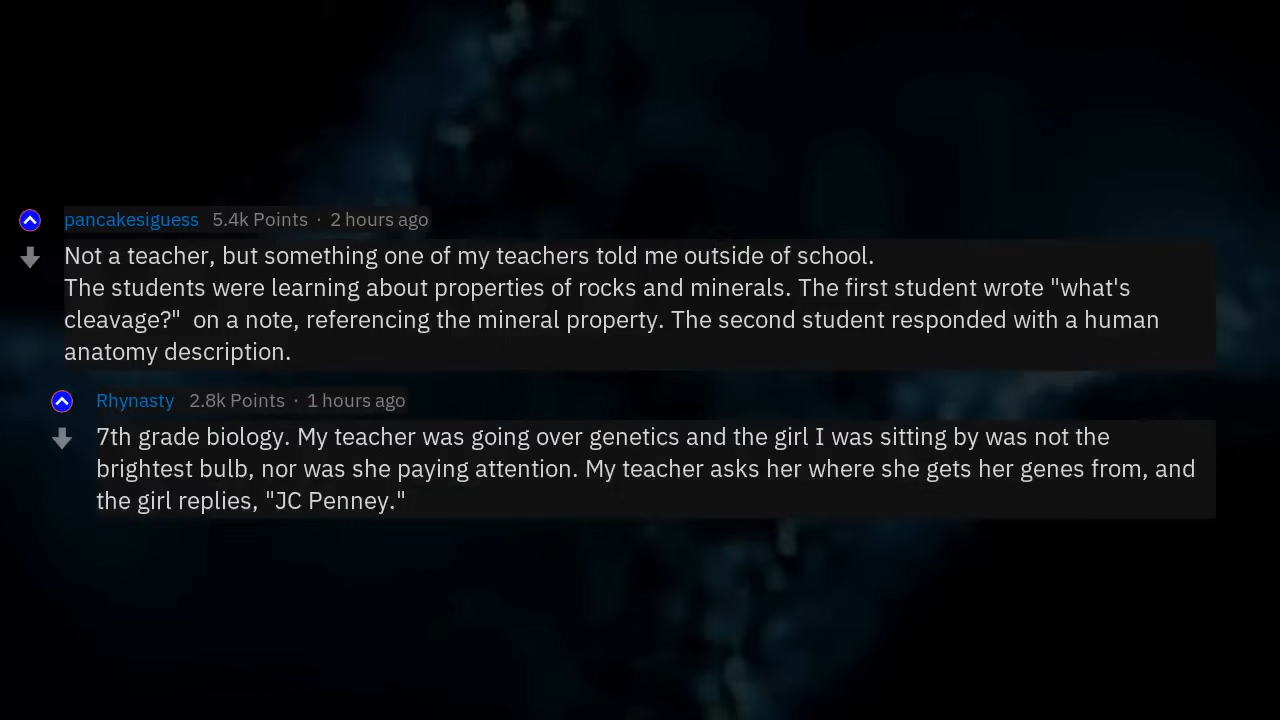 pancakesiguess 5.4k Points · 2 hours ago
Not a teacher, but something one of my teachers told me outside of school.
The students were learning about properties of rocks and minerals. The first student wrote "what's
cleavage?"  on a note, referencing the mineral property. The second student responded with a human
anatomy description.
Rhynasty 2.8k Points · 1 hours ago
7th grade biology. My teacher was going over genetics and the girl I was sitting by was not the
brightest bulb, nor was she paying attention. My teacher asks her where she gets her genes from, and
the girl replies, "JC Penney."